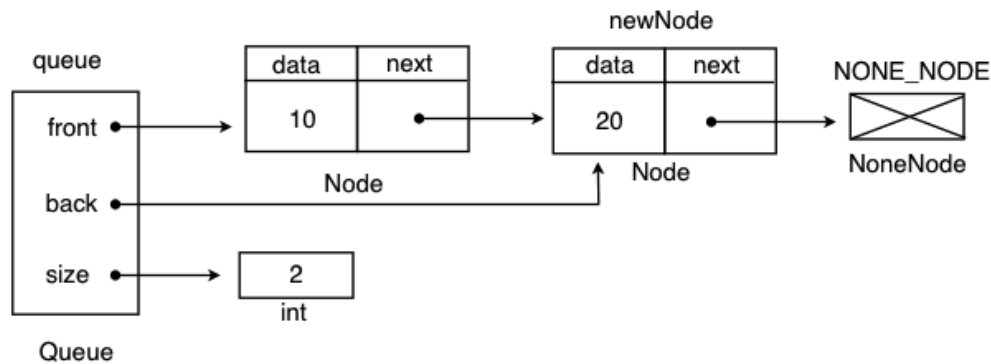 newNode
queue
data next
data next
NONE_NODE
front
10
20
NoneNode
Node
Node
back
size
2
int
Queue